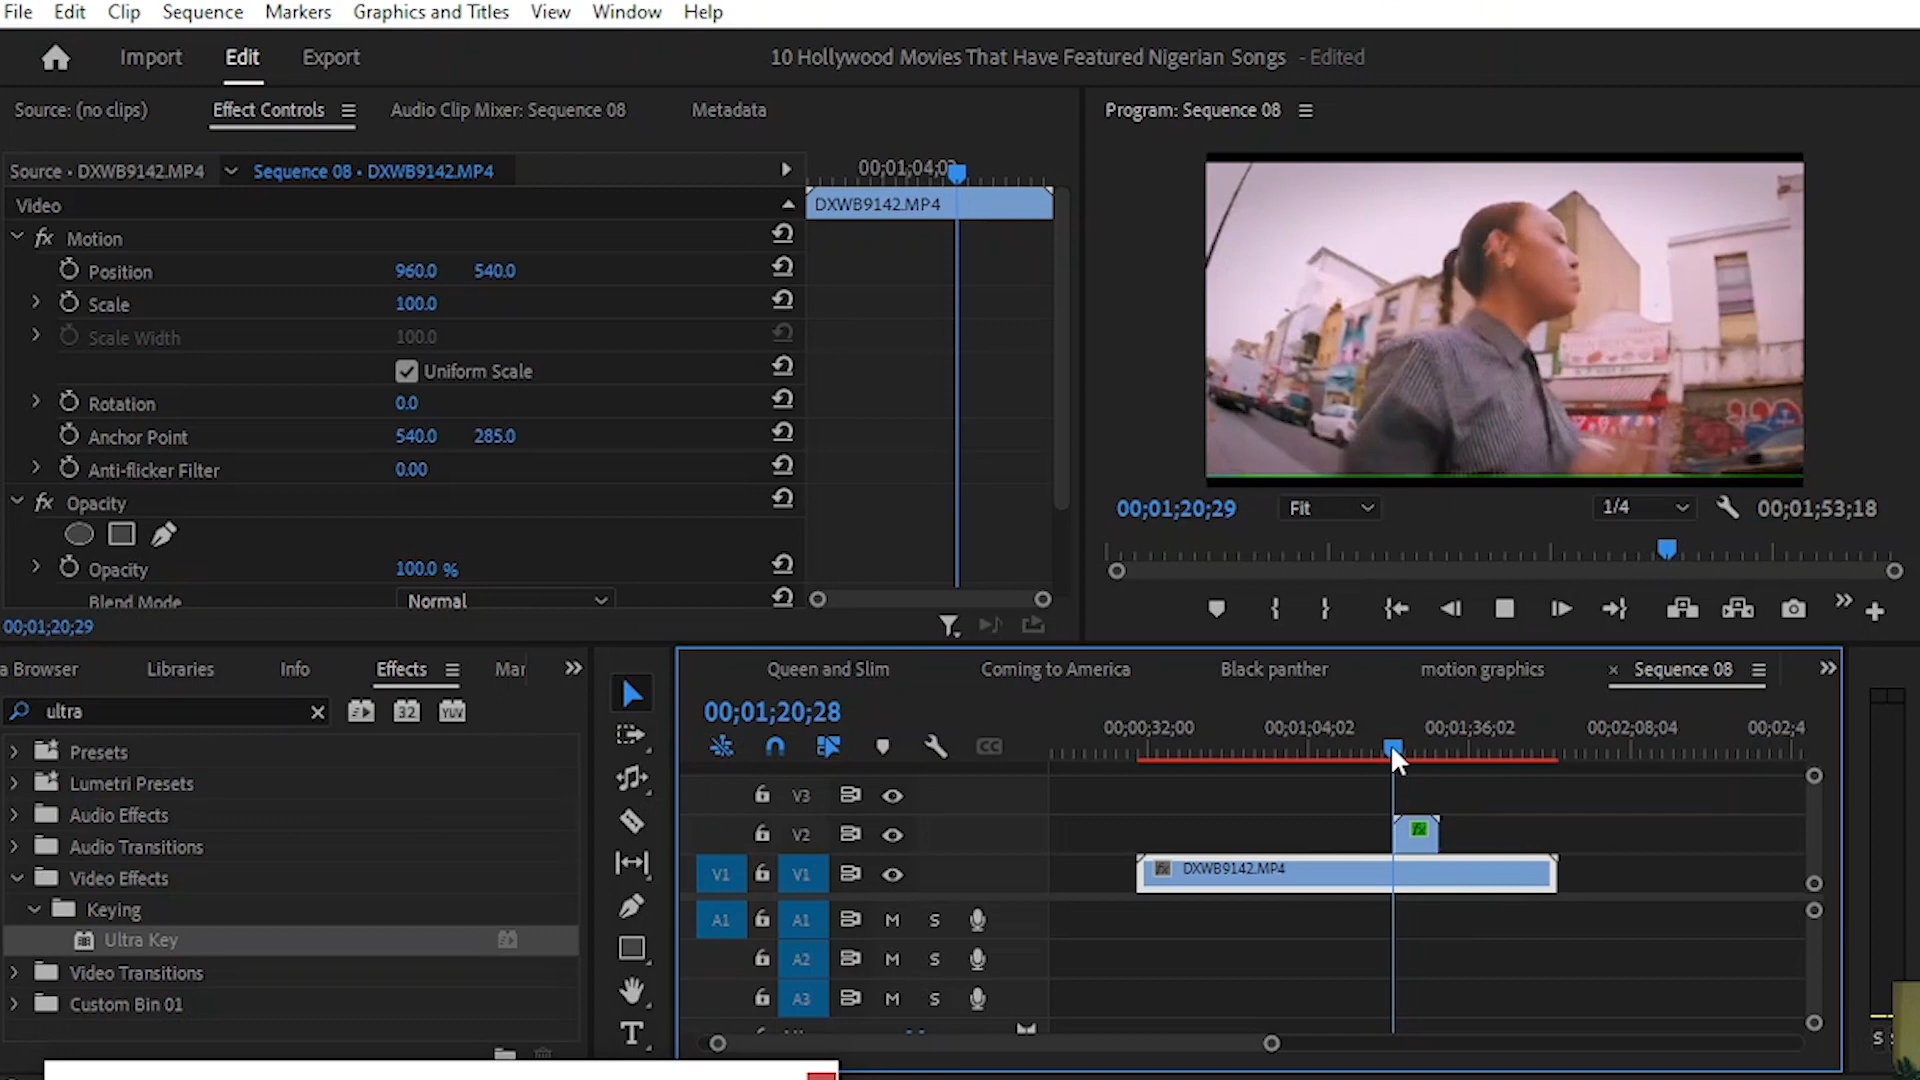 File Edit Clip Sequence Markers Graphics and Titles View Window Help
Import Edit Export
10 Hollywood Movies That Have Featured Nigerian Songs - Edited
Source: (no clips) Effect Controls Audio Clip Mixer: Sequence 08 Metadata
Program: Sequence 08
Source • DXWB9142.MP4 Sequence 08 • DXWB9142.MP4
00;01;04;02
Video
DXWB9142.MP4
fx Motion
Position 960.0 540.0
Scale 100.0
Scale Width 100.0
Uniform Scale
Rotation 0.0
Anchor Point 540.0 285.0
Anti-flicker Filter 0.00
fx Opacity
Opacity 100.0 %
Blend Mode Normal
00;01;20;29
00;01;20;29 Fit 1/4 00;01;53;18
a Browser Libraries Info Effects Mar
ultra
32 YUV
Presets
Lumetri Presets
Audio Effects
Audio Transitions
Video Effects
Keying
Ultra Key
Video Transitions
Custom Bin 01
T
Queen and Slim Coming to America Black panther motion graphics × Sequence 08
00;01;20;28
00;00;32;00 00;01;04;02 00;01;36;02 00;02;08;04 00;02;4
CC
V3
V2 fx
V1 V1 fx DXWB9142.MP4
A1 A1 M S
A2 M S
A3 M S
S